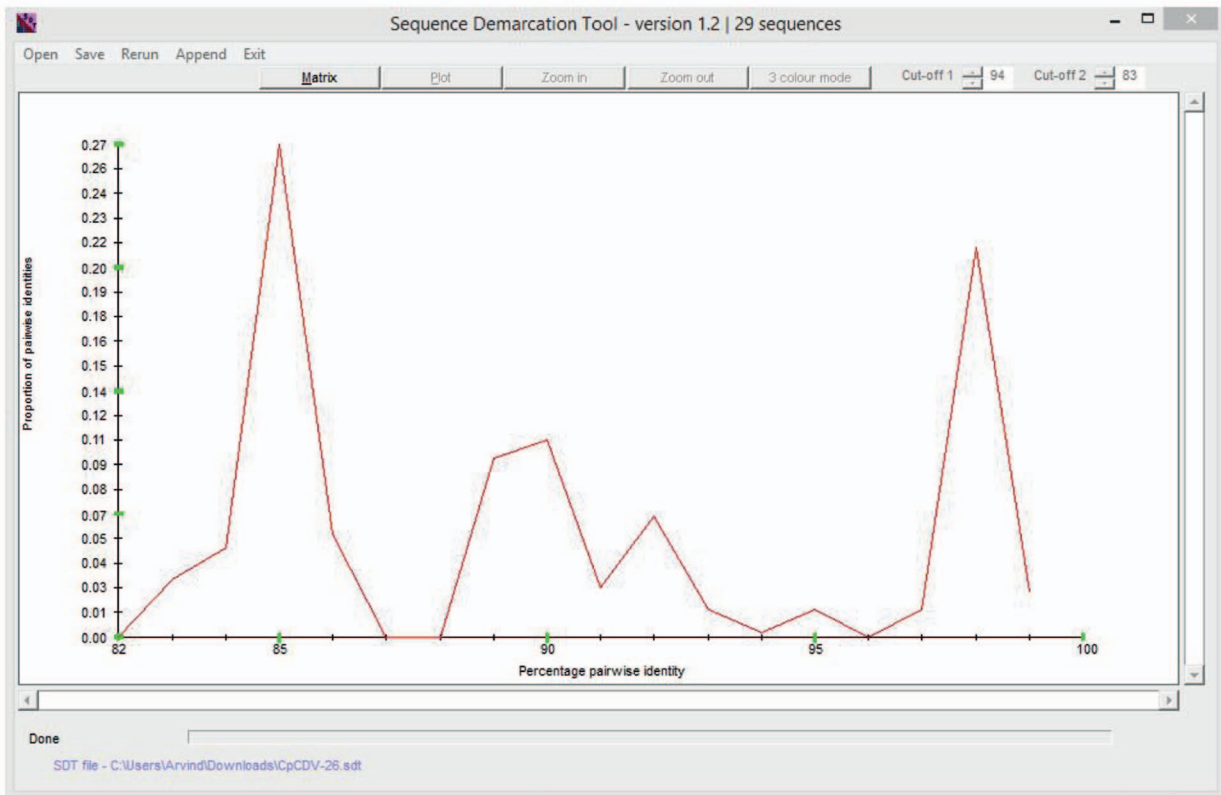 Sequence Demarcation Tool - version 1.2 | 29 sequences
Open Save Rerun Append Exit
Matrix Plot Zoom in Zoom out 3 colour mode Cut-off 1 94 Cut-off 2 83
Proportion of pairwise identities
0.27
0.26
0.24
0.23
0.22
0.20
0.19
0.18
0.16
0.15
0.14
0.12
0.11
0.09
0.08
0.07
0.05
0.04
0.03
0.01
0.00
82 85 90 95 100
Percentage pairwise identity
Done
SDT file - C:\Users\Arvind\Downloads\CpCDV-26.sdt